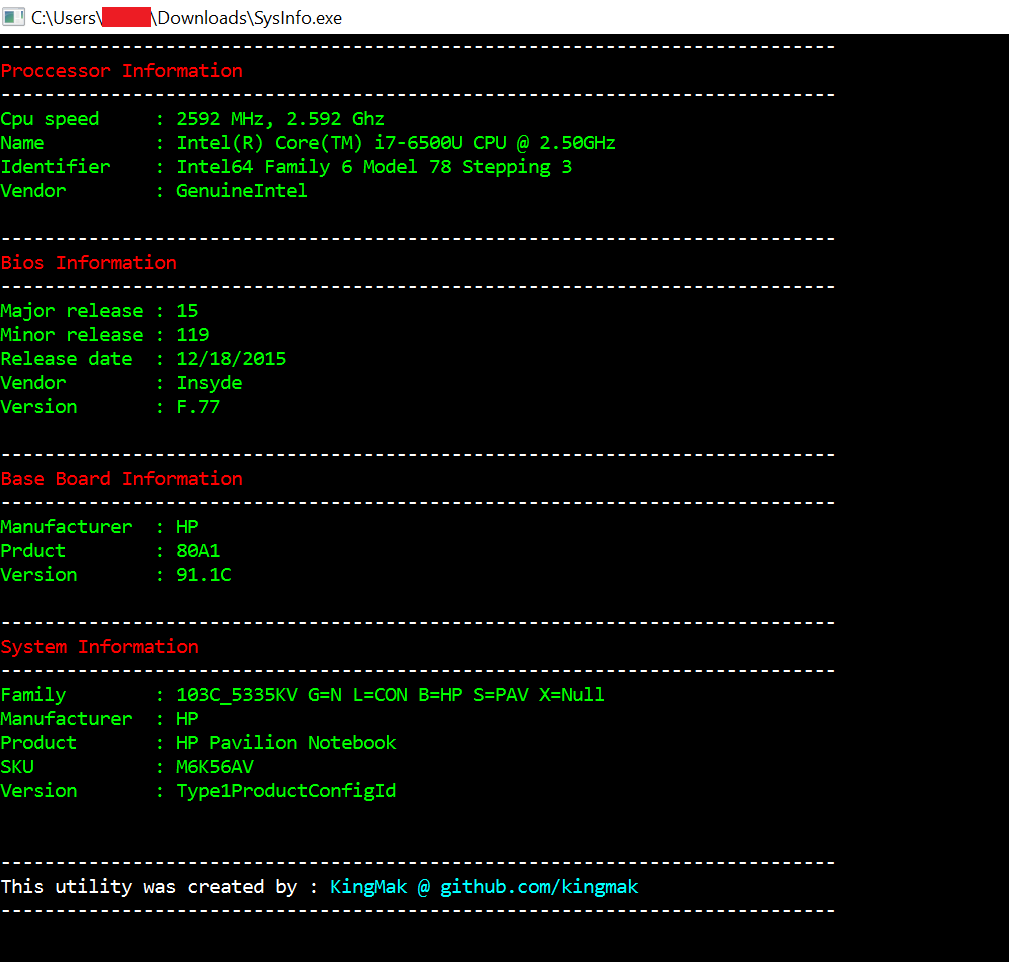 C:\Users\ \Downloads\SysInfo.exe
----------------------------------------------------------------------------
Proccessor Information
----------------------------------------------------------------------------
Cpu speed     : 2592 MHz, 2.592 Ghz
Name          : Intel(R) Core(TM) i7-6500U CPU @ 2.50GHz
Identifier    : Intel64 Family 6 Model 78 Stepping 3
Vendor        : GenuineIntel
----------------------------------------------------------------------------
Bios Information
----------------------------------------------------------------------------
Major release : 15
Minor release : 119
Release date  : 12/18/2015
Vendor        : Insyde
Version       : F.77
----------------------------------------------------------------------------
Base Board Information
----------------------------------------------------------------------------
Manufacturer  : HP
Prduct        : 80A1
Version       : 91.1C
----------------------------------------------------------------------------
System Information
----------------------------------------------------------------------------
Family        : 103C_5335KV G=N L=CON B=HP S=PAV X=Null
Manufacturer  : HP
Product       : HP Pavilion Notebook
SKU           : M6K56AV
Version       : Type1ProductConfigId
----------------------------------------------------------------------------
This utility was created by : KingMak @ github.com/kingmak
----------------------------------------------------------------------------